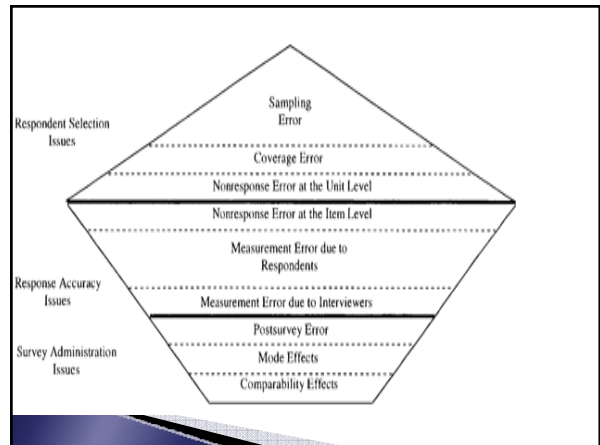 Sampling
Error
Respondent Selection
Issues
Coverage Error
Nonresponse Error at the Unit Level
Nonresponse Error at the Item Level
Measurement Error due to
Respondents
Response Accuracy
Issues
Measurement Error due to Interviewers
Postsurvey Error
Survey Administration
Issues
Mode Effects
Comparability Effects